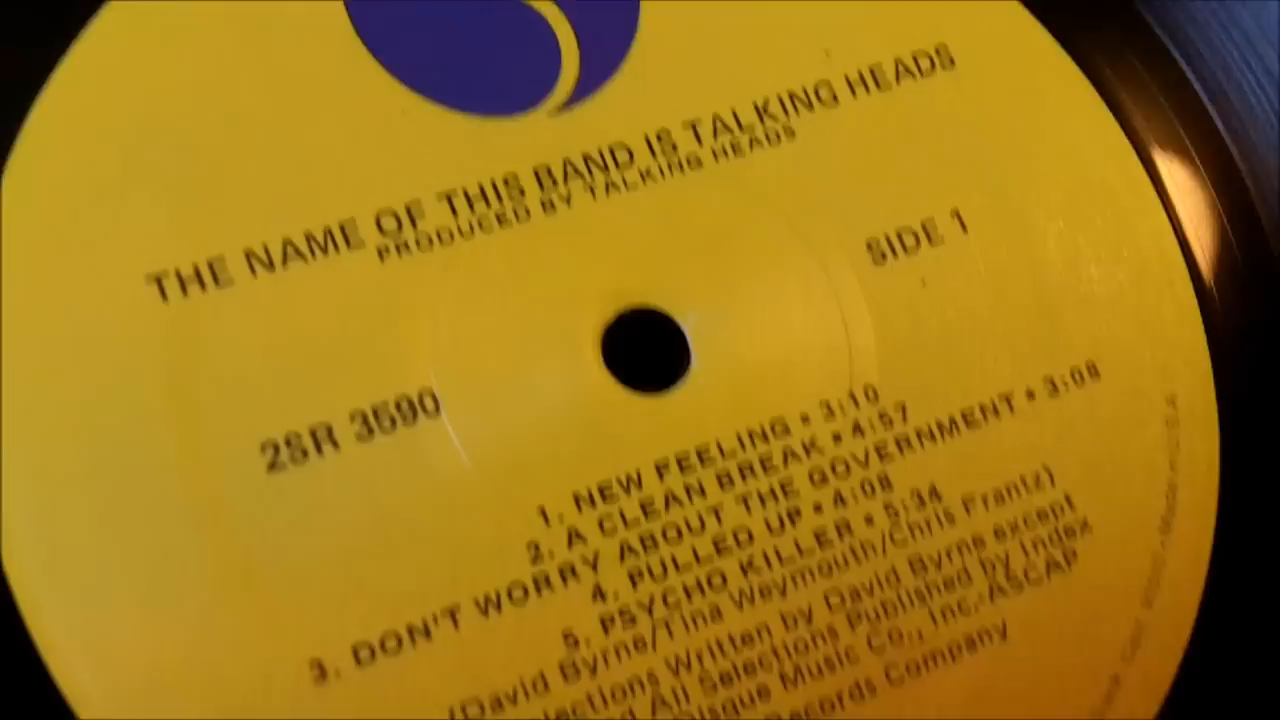 THE NAME OF THIS BAND IS TALKING HEADS
PRODUCED BY TALKING HEADS
SIDE 1
2SR 3590
1. NEW FEELING • 3:10
2. A CLEAN BREAK • 4:57
3. DON'T WORRY ABOUT THE GOVERNMENT • 3:08
4. PULLED UP • 4:08
5. PSYCHO KILLER • 5:34
(David Byrne/Tina Weymouth/Chris Frantz)
Written by David Byrne except
All Selections Published by Index
Disque Music Co., Inc.-ASCAP
Records Company